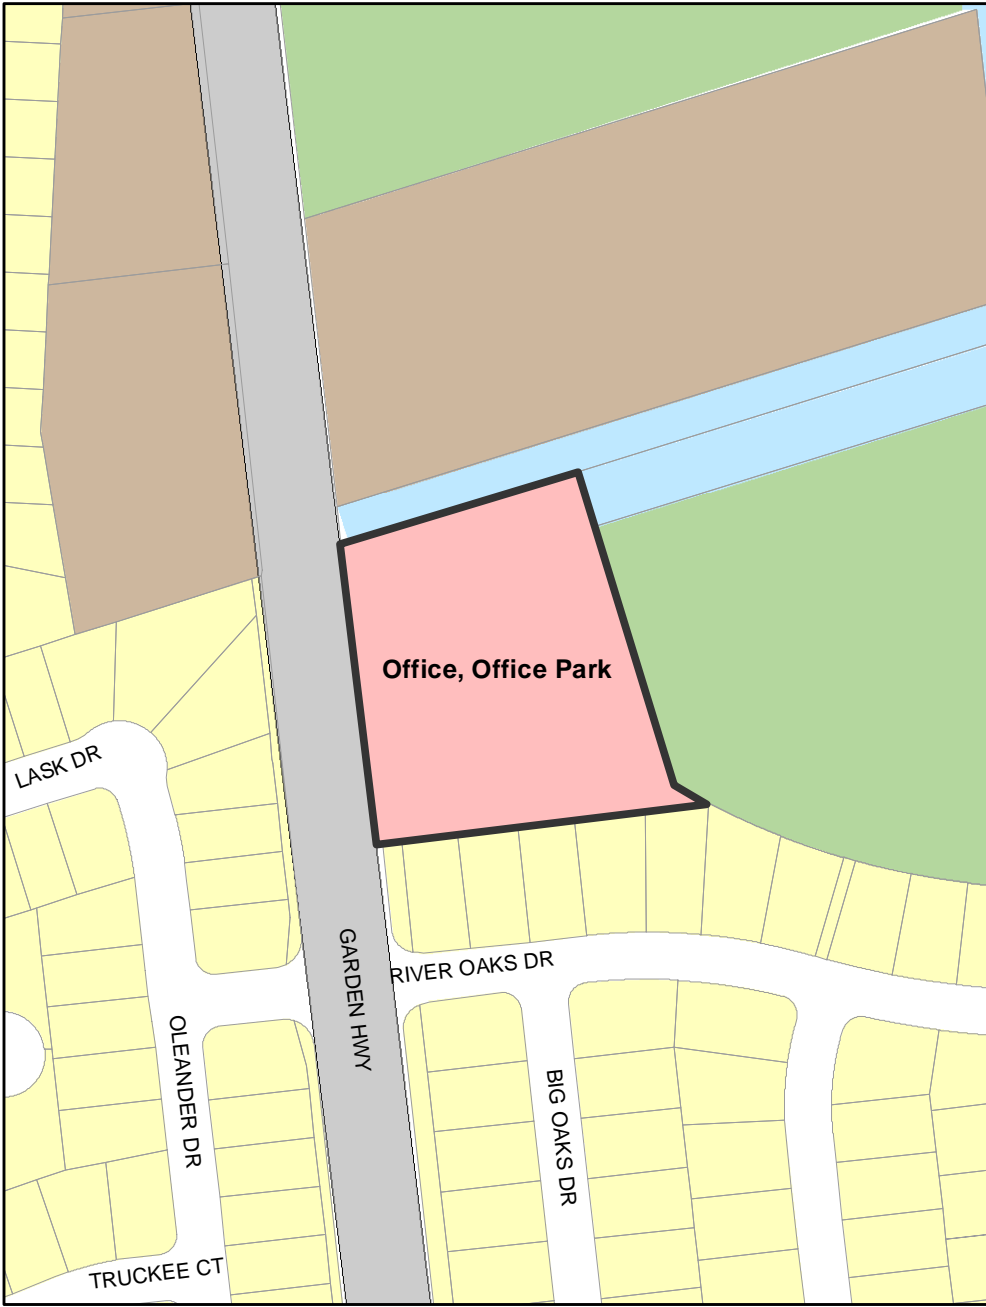 Office, Office Park
LASK DR
GARDEN HWY
RIVER OAKS DR
OLEANDER DR
BIG OAKS DR
TRUCKEE CT